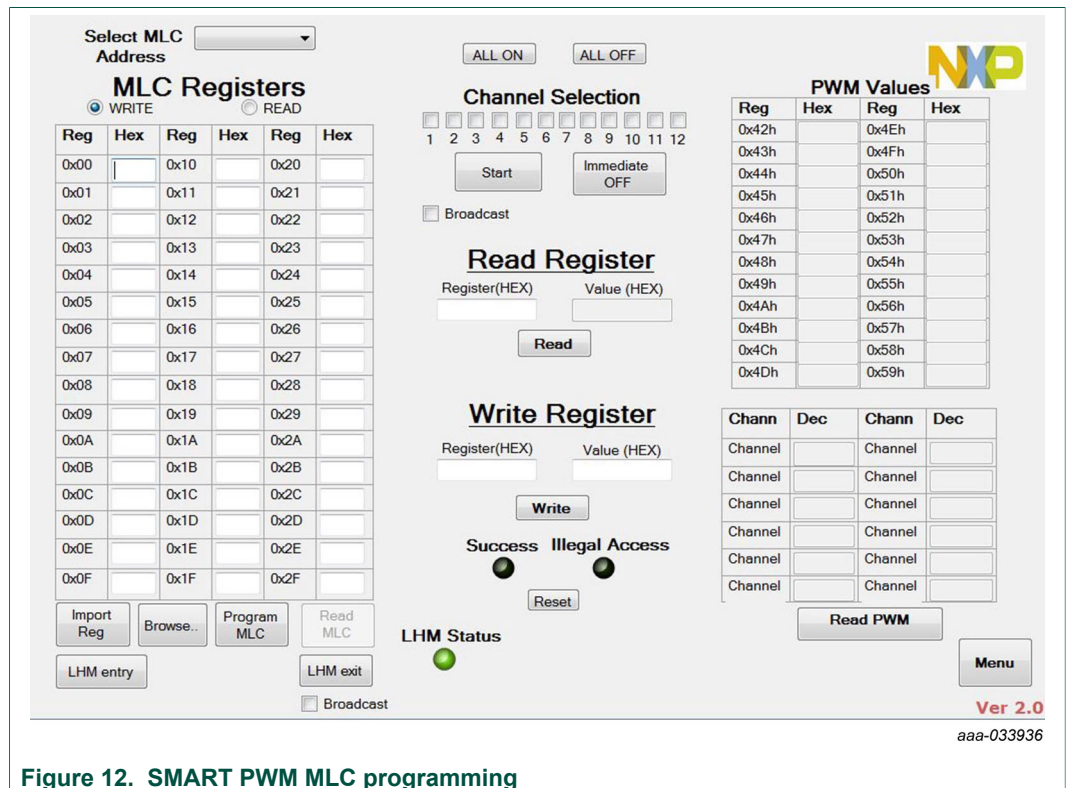 Select MLC
Address
MLC Registers
WRITE READ
Reg Hex Reg Hex Reg Hex
0x00 0x10 0x20
0x01 0x11 0x21
0x02 0x12 0x22
0x03 0x13 0x23
0x04 0x14 0x24
0x05 0x15 0x25
0x06 0x16 0x26
0x07 0x17 0x27
0x08 0x18 0x28
0x09 0x19 0x29
0x0A 0x1A 0x2A
0x0B 0x1B 0x2B
0x0C 0x1C 0x2C
0x0D 0x1D 0x2D
0x0E 0x1E 0x2E
0x0F 0x1F 0x2F
Import
Reg
Browse..
Program
MLC
Read
MLC
LHM entry
LHM exit
Broadcast
ALL ON ALL OFF
Channel Selection
1 2 3 4 5 6 7 8 9 10 11 12
Start
Immediate
OFF
Broadcast
Read Register
Register(HEX) Value (HEX)
Read
Write Register
Register(HEX) Value (HEX)
Write
Success Illegal Access
Reset
LHM Status
NXP
PWM Values
Reg Hex Reg Hex
0x42h 0x4Eh
0x43h 0x4Fh
0x44h 0x50h
0x45h 0x51h
0x46h 0x52h
0x47h 0x53h
0x48h 0x54h
0x49h 0x55h
0x4Ah 0x56h
0x4Bh 0x57h
0x4Ch 0x58h
0x4Dh 0x59h
Chann Dec Chann Dec
Channel Channel
Channel Channel
Channel Channel
Channel Channel
Channel Channel
Channel Channel
Read PWM
Menu
Ver 2.0
aaa-033936
Figure 12. SMART PWM MLC programming